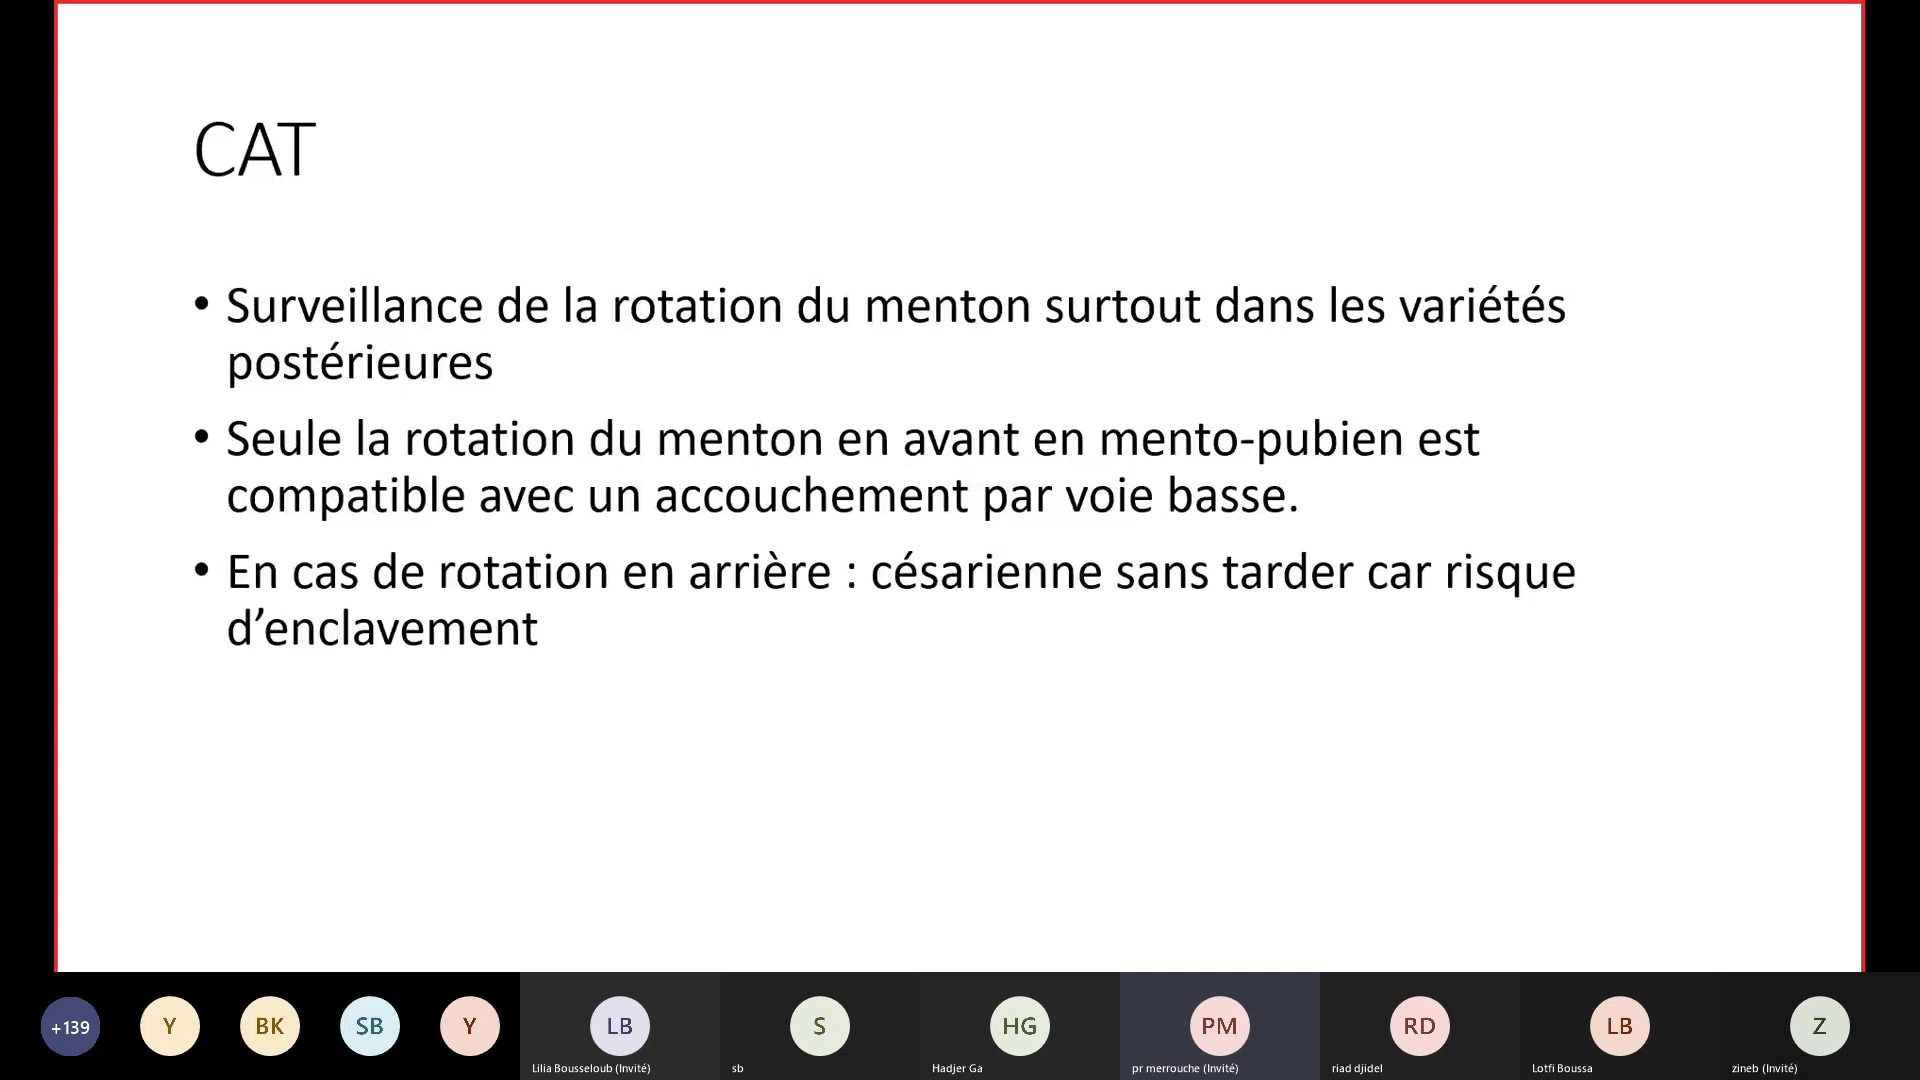 CAT
• Surveillance de la rotation du menton surtout dans les variétés
postérieures
• Seule la rotation du menton en avant en mento-pubien est
compatible avec un accouchement par voie basse.
• En cas de rotation en arrière : césarienne sans tarder car risque
d’enclavement
+139
Y
BK
SB
Y
LB
S
HG
PM
RD
LB
Z
Lilia Bousseloub (Invité)
sb
Hadjer Ga
pr merrouche (Invité)
riad djidel
Lotfi Boussa
zineb (Invité)